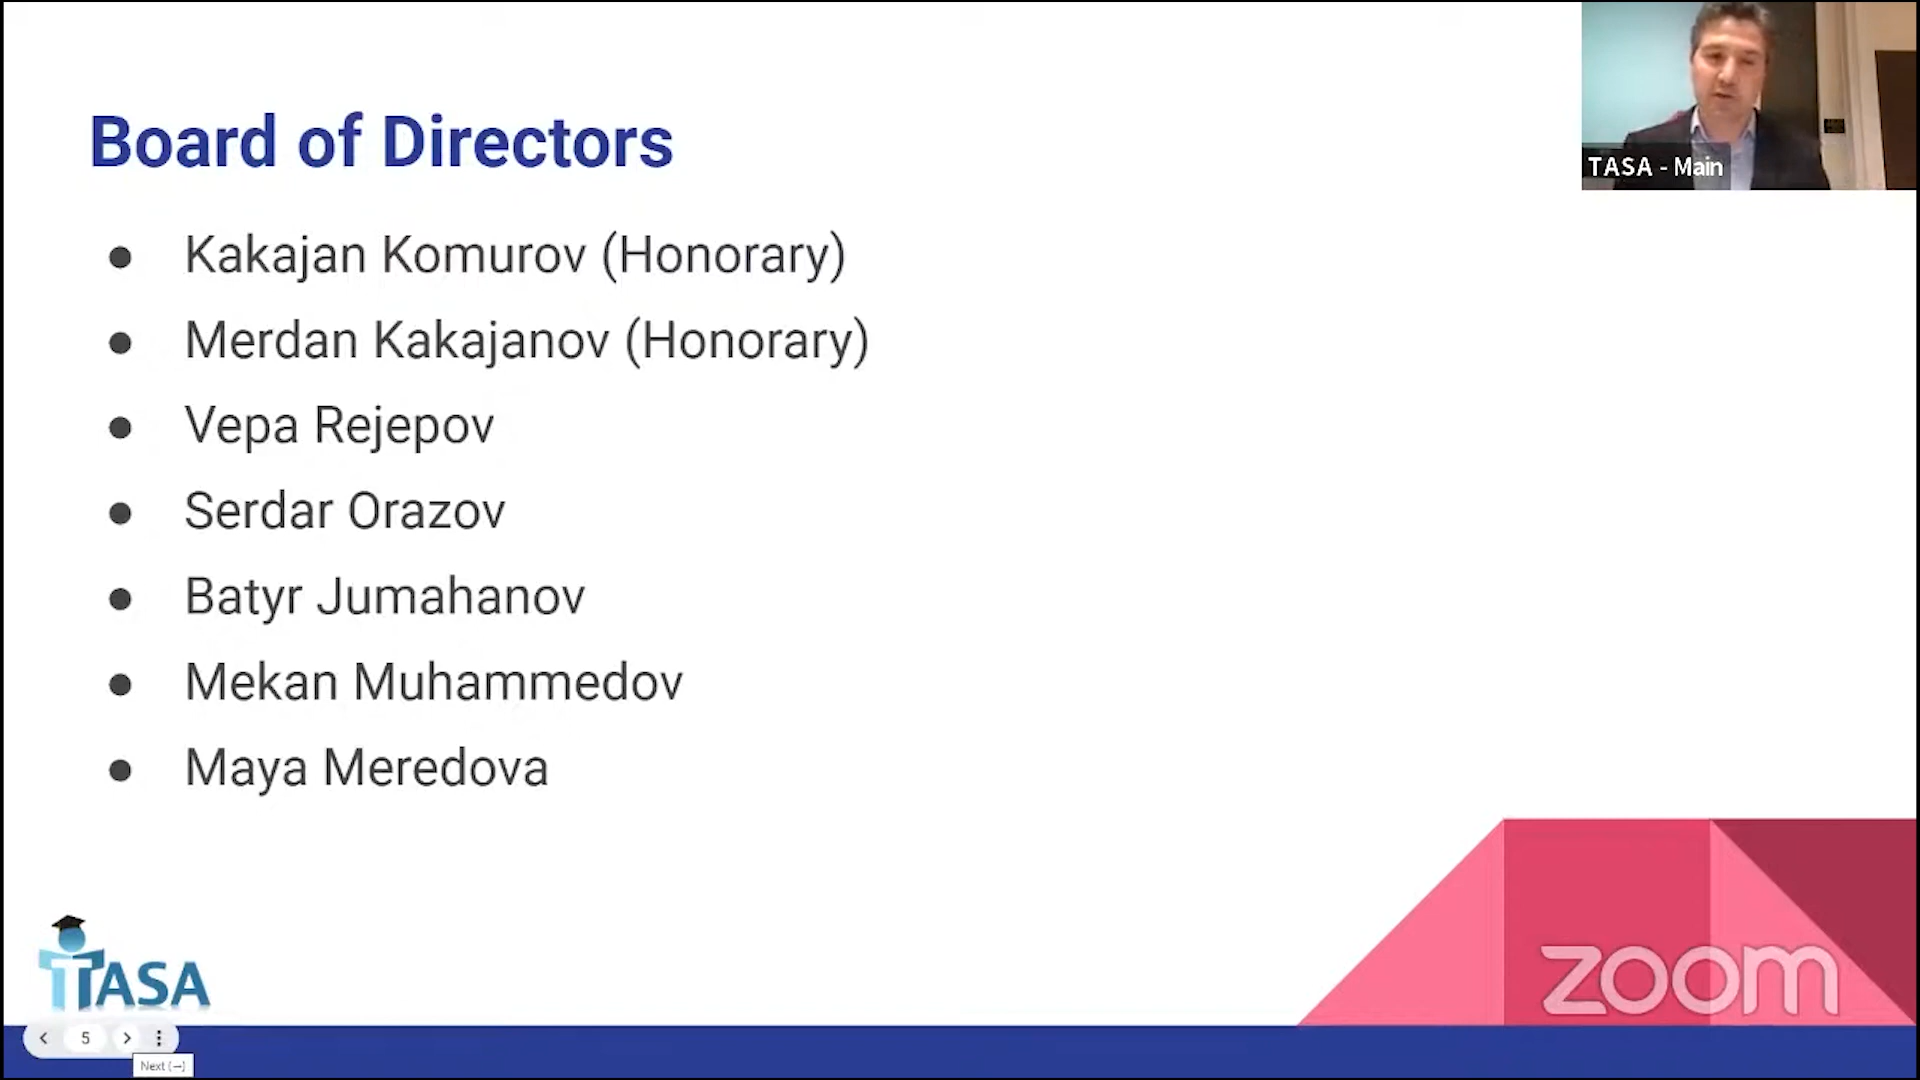 Board of Directors
TASA - Main
● Kakajan Komurov (Honorary)
● Merdan Kakajanov (Honorary)
● Vepa Rejepov
● Serdar Orazov
● Batyr Jumahanov
● Mekan Muhammedov
● Maya Meredova
TASA
zoom
5
Next (→)